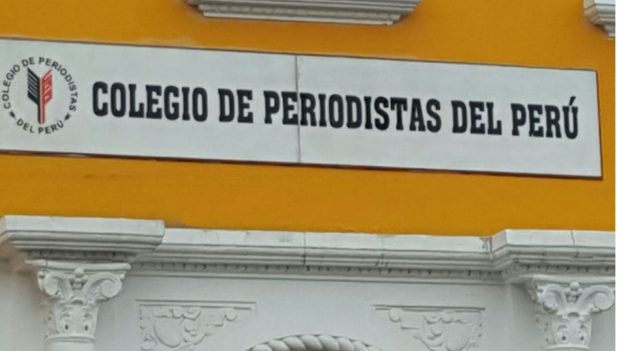 COLEGIO DE PERIODISTAS
DEL PERÚ
COLEGIO DE PERIODISTAS DEL PERÚ